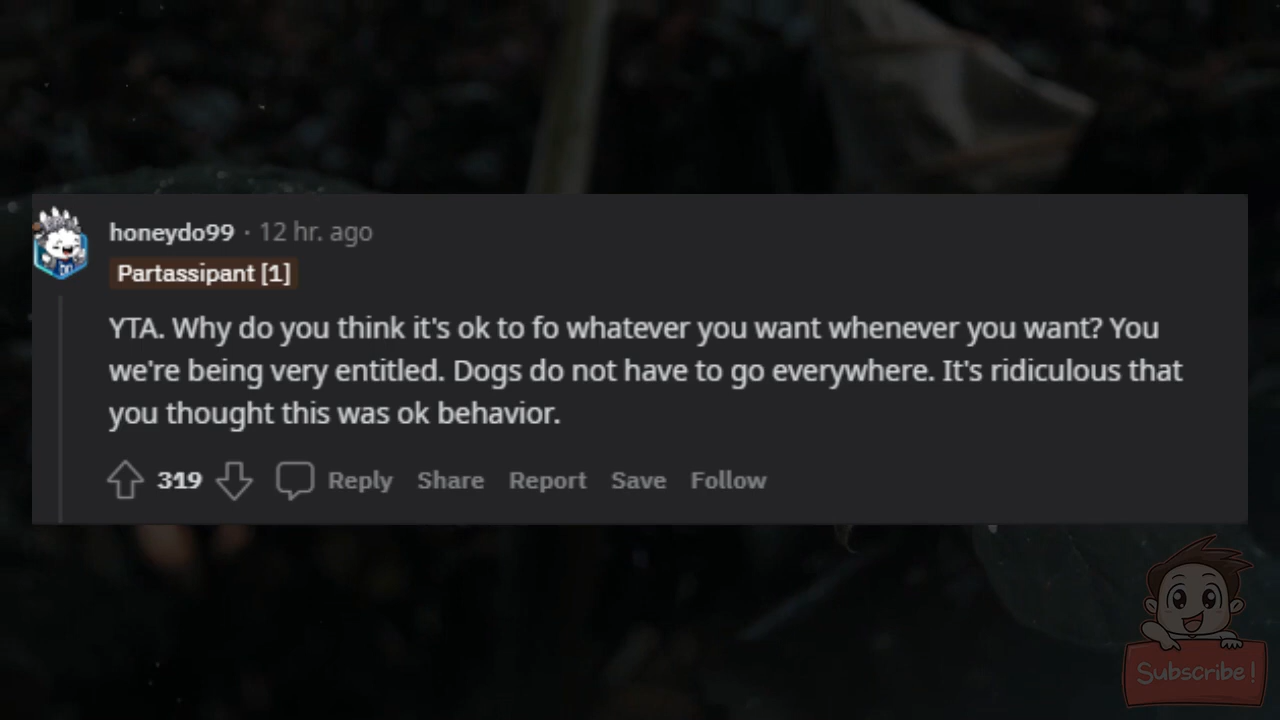 honeydo99 · 12 hr. ago
Partassipant [1]
YTA. Why do you think it's ok to fo whatever you want whenever you want? You
we're being very entitled. Dogs do not have to go everywhere. It's ridiculous that
you thought this was ok behavior.
319 Reply Share Report Save Follow
Subscribe!